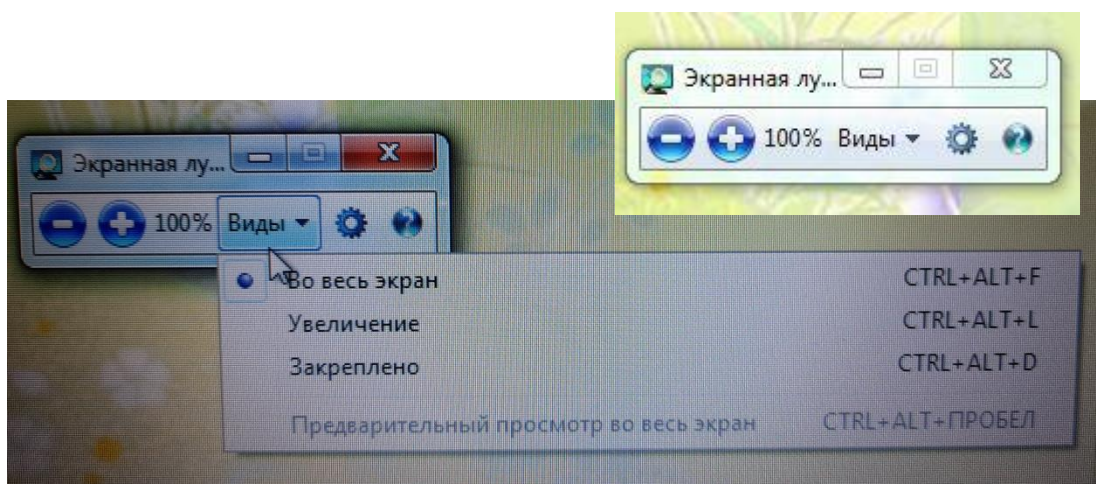 Экранная лу...
100% Виды
Экранная лу...
100% Виды
Во весь экран CTRL+ALT+F
Увеличение CTRL+ALT+L
Закреплено CTRL+ALT+D
Предварительный просмотр во весь экран CTRL+ALT+ПРОБЕЛ